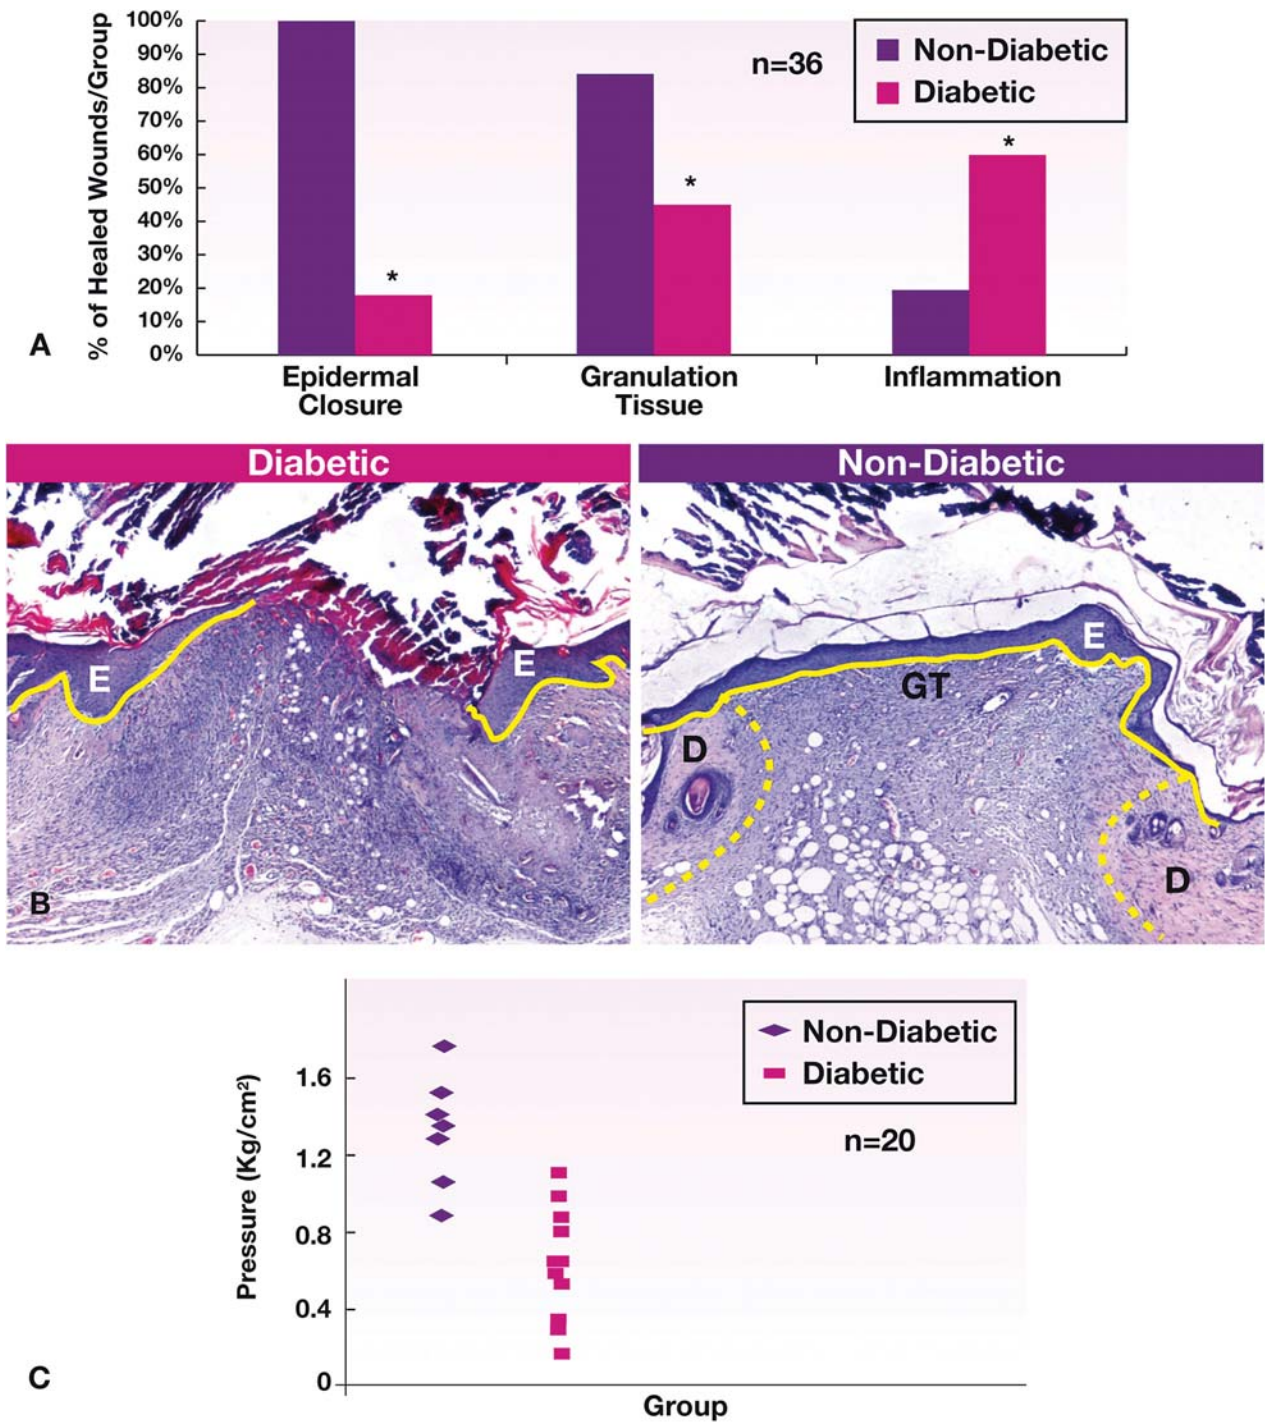 100%
90%
80%
70%
60%
50%
40%
30%
20%
10%
0%
% of Healed Wounds/Group
n=36
Non-Diabetic
Diabetic
*
*
*
Epidermal
Closure
Granulation
Tissue
Inflammation
A
Diabetic
Non-Diabetic
E
E
B
E
GT
D
D
1.6
1.2
0.8
0.4
0
Pressure (Kg/cm²)
Non-Diabetic
Diabetic
n=20
Group
C